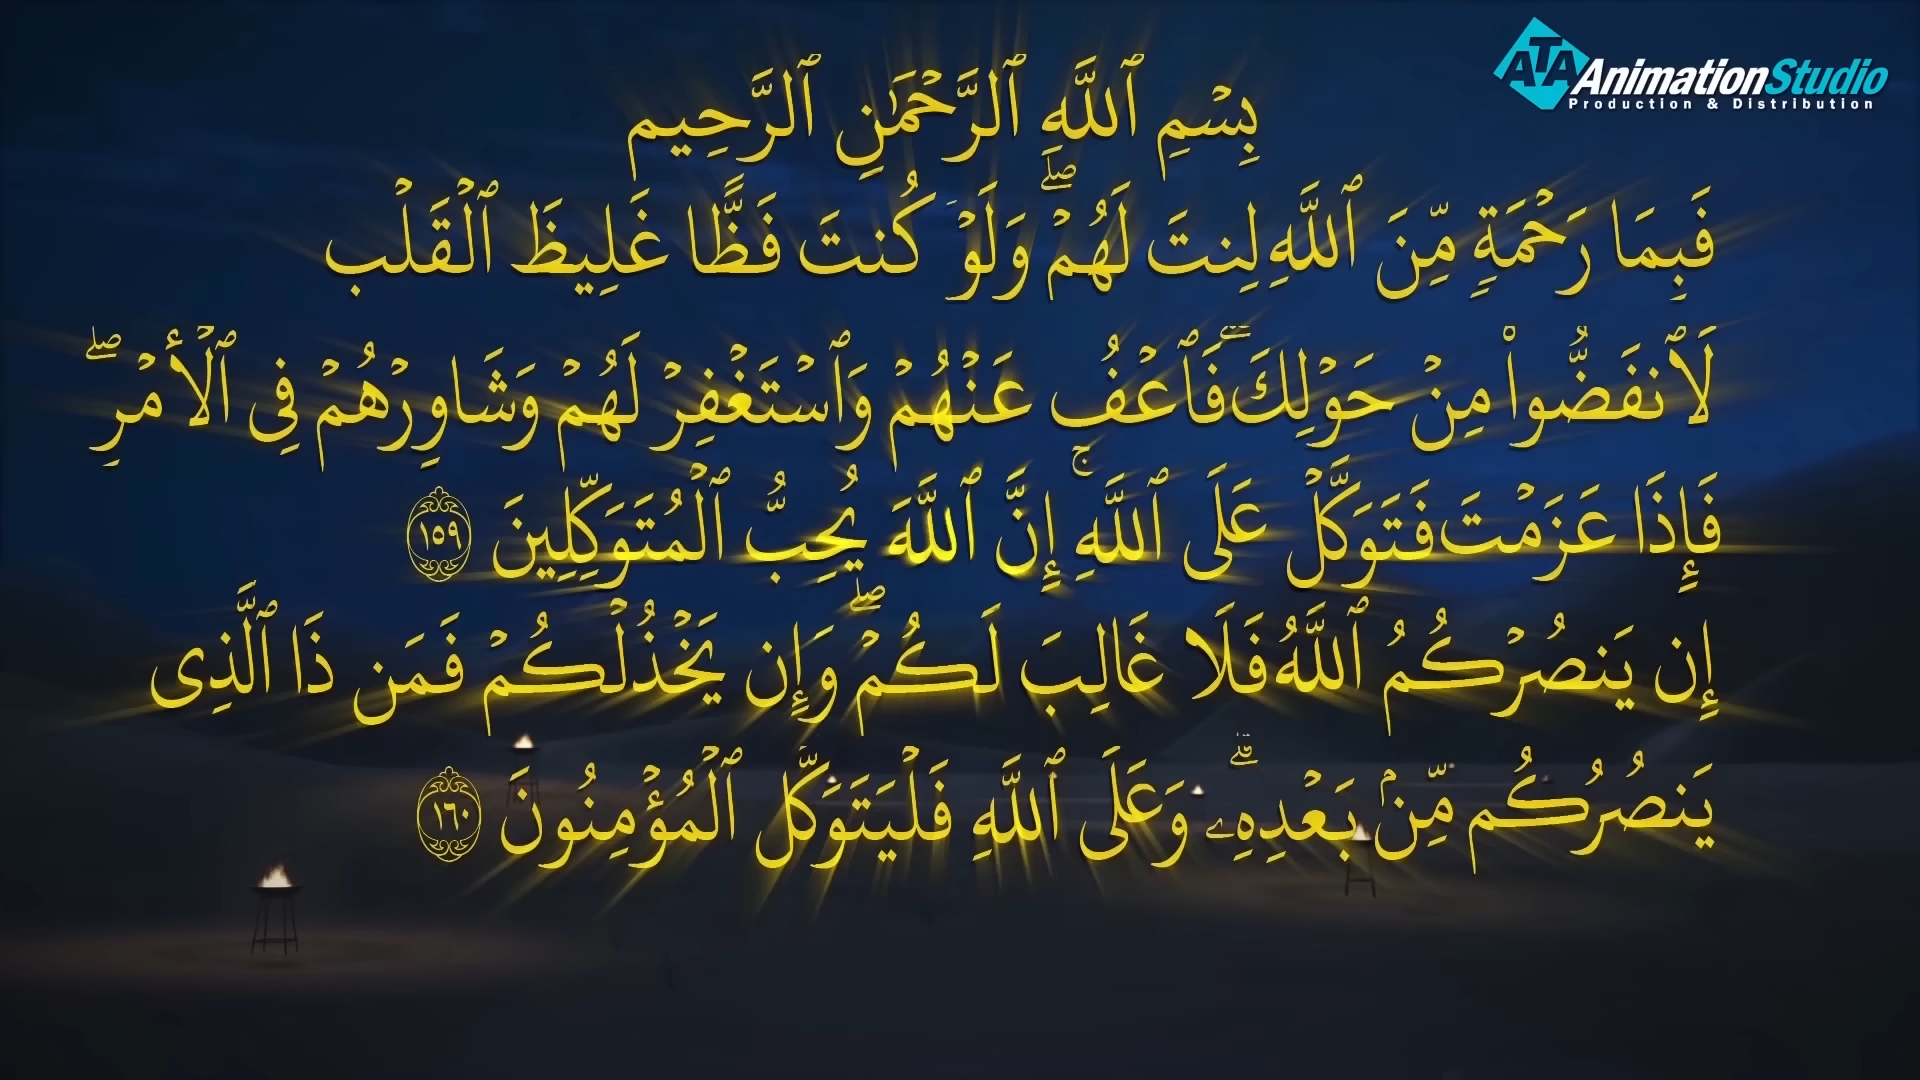 ATA AnimationStudio
Production & Distribution
بِسْمِ ٱللَّهِ ٱلرَّحْمَٰنِ ٱلرَّحِيمِ
فَبِمَا رَحْمَةٍ مِّنَ ٱللَّهِ لِنتَ لَهُمْ ۖ وَلَوْ كُنتَ فَظًّا غَلِيظَ ٱلْقَلْبِ
لَٱنفَضُّوا۟ مِنْ حَوْلِكَ ۖ فَٱعْفُ عَنْهُمْ وَٱسْتَغْفِرْ لَهُمْ وَشَاوِرْهُمْ فِى ٱلْأَمْرِ ۖ
فَإِذَا عَزَمْتَ فَتَوَكَّلْ عَلَى ٱللَّهِ ۚ إِنَّ ٱللَّهَ يُحِبُّ ٱلْمُتَوَكِّلِينَ ١٥٩
إِن يَنصُرْكُمُ ٱللَّهُ فَلَا غَالِبَ لَكُمْ ۖ وَإِن يَخْذُلْكُمْ فَمَن ذَا ٱلَّذِى
يَنصُرُكُم مِّنۢ بَعْدِهِۦ ۗ وَعَلَى ٱللَّهِ فَلْيَتَوَكَّلِ ٱلْمُؤْمِنُونَ ١٦٠